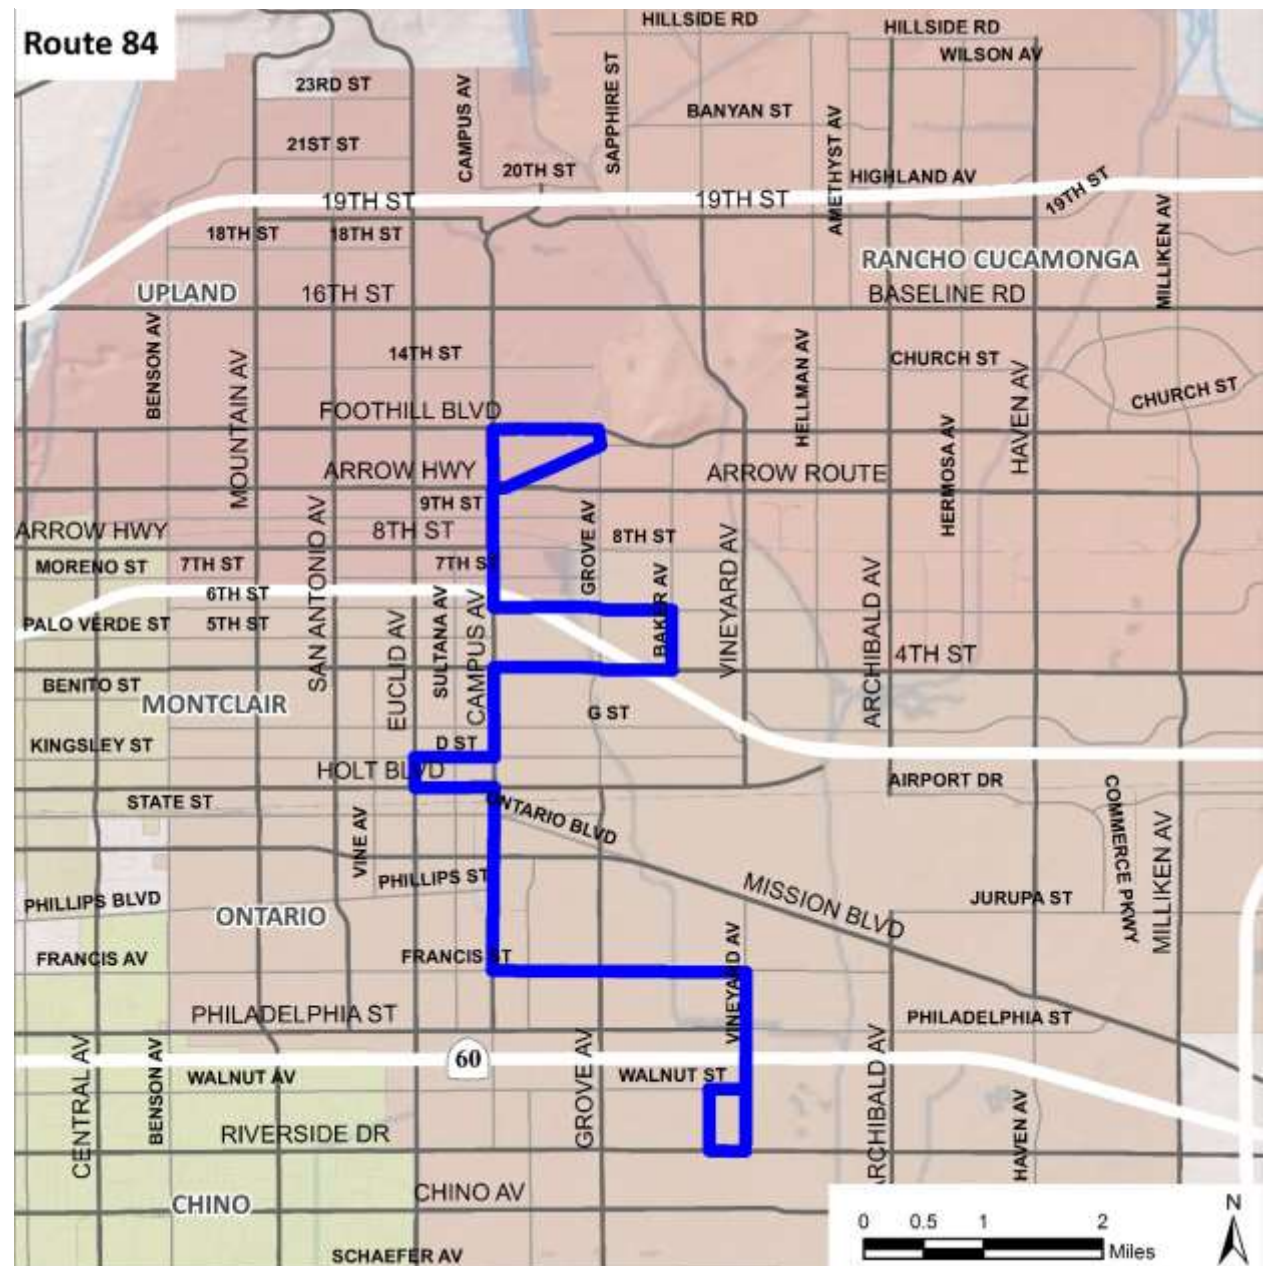 Route 84
HILLSIDE RD
HILLSIDE RD
WILSON AV
23RD ST
CAMPUS AV
SAPPHIRE ST
BANYAN ST
AMETHYST AV
21ST ST
20TH ST
HIGHLAND AV
19TH ST
19TH ST
19TH ST
MILLIKEN AV
18TH ST
18TH ST
RANCHO CUCAMONGA
UPLAND
16TH ST
BASELINE RD
BENSON AV
MOUNTAIN AV
14TH ST
HELLMAN AV
CHURCH ST
HAVEN AV
CHURCH ST
FOOTHILL BLVD
HERMOSA AV
ARROW HWY
ARROW ROUTE
9TH ST
ARROW HWY
8TH ST
GROVE AV
8TH ST
VINEYARD AV
MORENO ST
7TH ST
7TH ST
SAN ANTONIO AV
6TH ST
BAKER AV
ARCHIBALD AV
PALO VERDE ST
5TH ST
EUCLID AV
SULTANA AV
CAMPUS AV
4TH ST
BENITO ST
MONTCLAIR
G ST
KINGSLEY ST
D ST
HOLT BLVD
AIRPORT DR
STATE ST
ONTARIO BLVD
COMMERCE PKWY
MILLIKEN AV
VINE AV
PHILLIPS ST
MISSION BLVD
JURUPA ST
PHILLIPS BLVD
ONTARIO
FRANCIS AV
FRANCIS ST
VINEYARD AV
PHILADELPHIA ST
PHILADELPHIA ST
CENTRAL AV
BENSON AV
60
GROVE AV
WALNUT AV
WALNUT ST
ARCHIBALD AV
HAVEN AV
RIVERSIDE DR
CHINO AV
CHINO
SCHAEFER AV
N
0 0.5 1 2
Miles